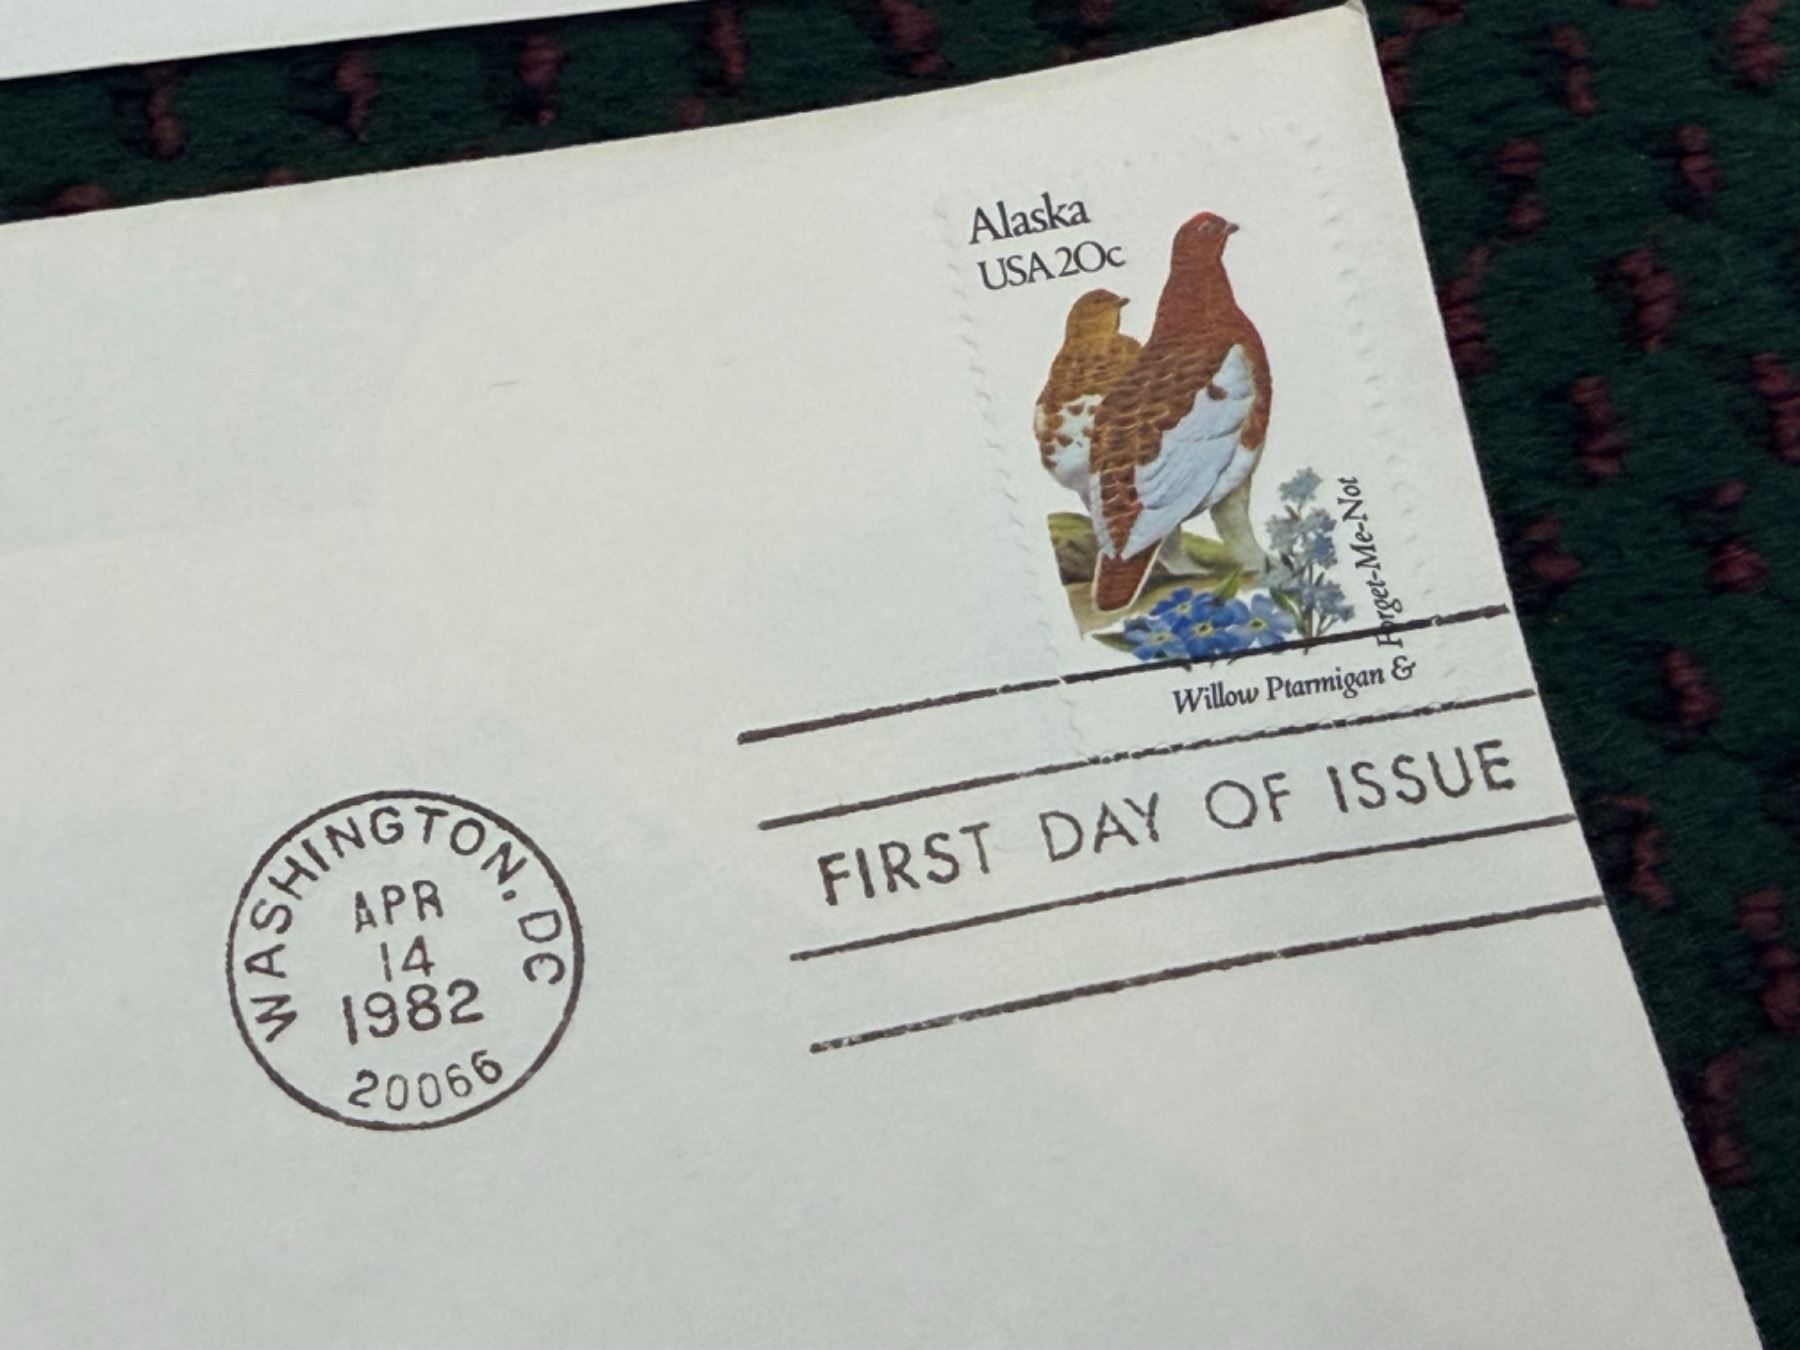 Alaska
USA 20c
Willow Ptarmigan &
Forget-Me-Not
FIRST DAY OF ISSUE
WASHINGTON, DC
APR
14
1982
20066